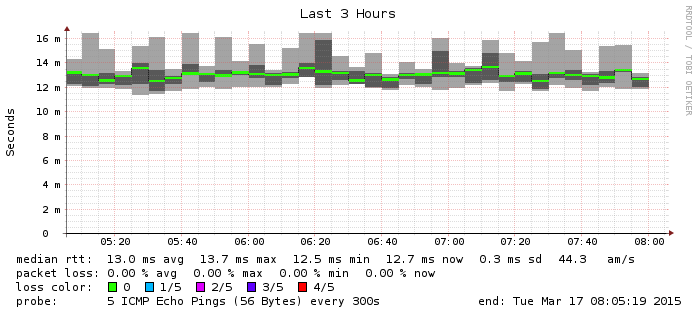 Last 3 Hours
RRDTOOL / TOBI OETIKER
Seconds
16 m
14 m
12 m
10 m
8 m
6 m
4 m
2 m
0
05:20 05:40 06:00 06:20 06:40 07:00 07:20 07:40 08:00
median rtt: 13.0 ms avg 13.7 ms max 12.5 ms min 12.7 ms now 0.3 ms sd 44.3 am/s
packet loss: 0.00 % avg 0.00 % max 0.00 % min 0.00 % now
loss color: 0 1/5 2/5 3/5 4/5
probe: 5 ICMP Echo Pings (56 Bytes) every 300s end: Tue Mar 17 08:05:19 2015